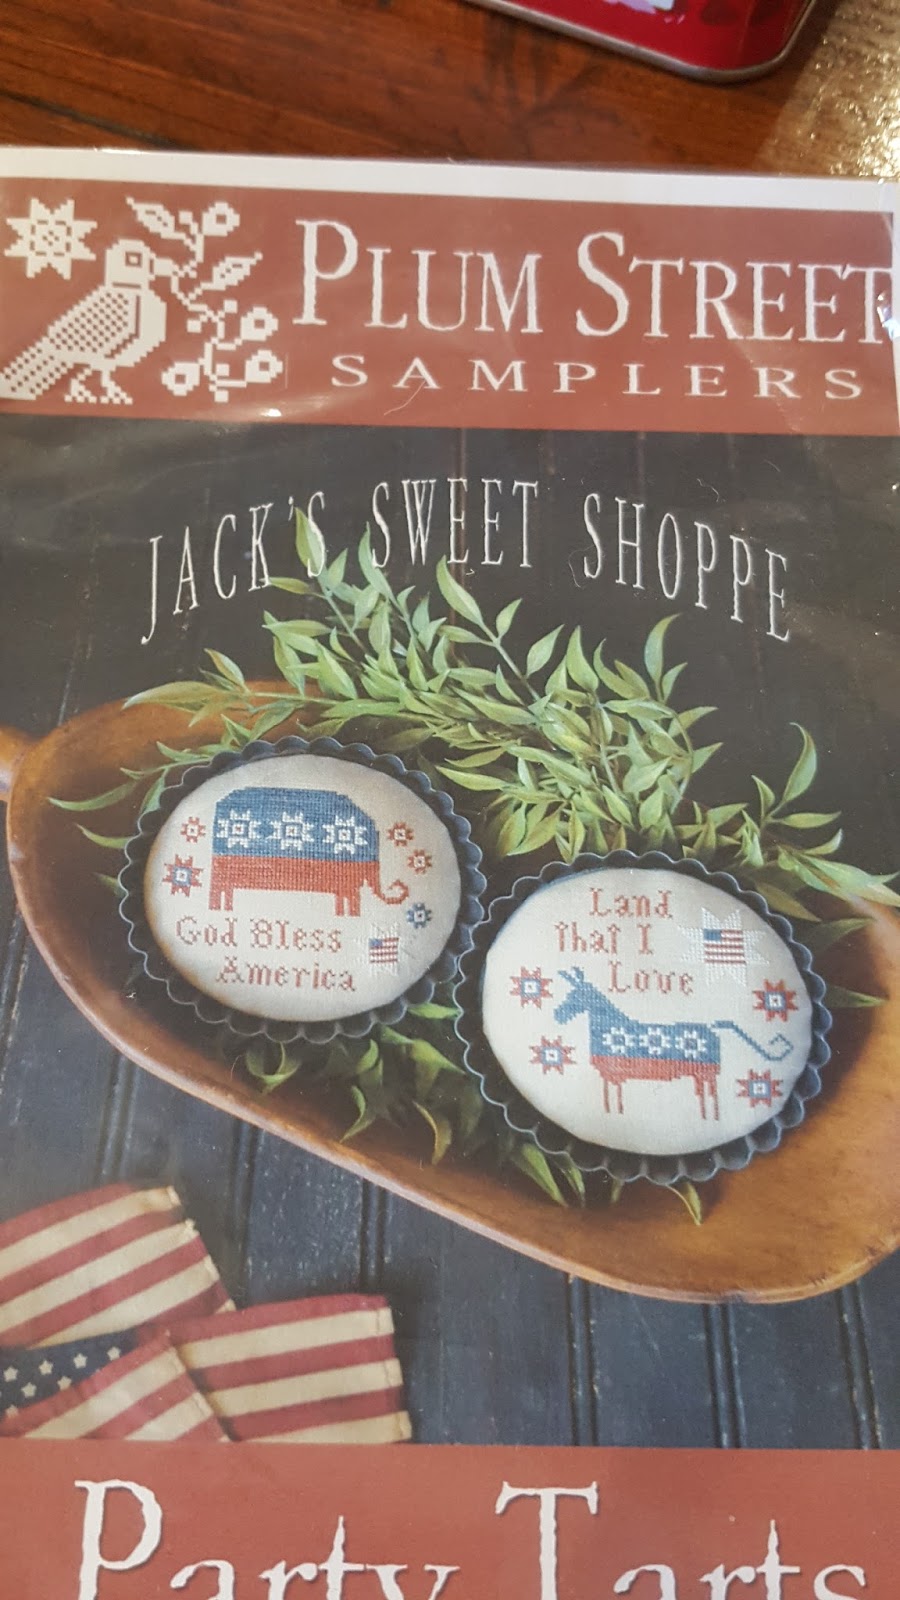 PLUM STREET
SAMPLERS
JACK'S SWEET SHOPPE
God Bless
America
Land
that I
Love
Party Tarts